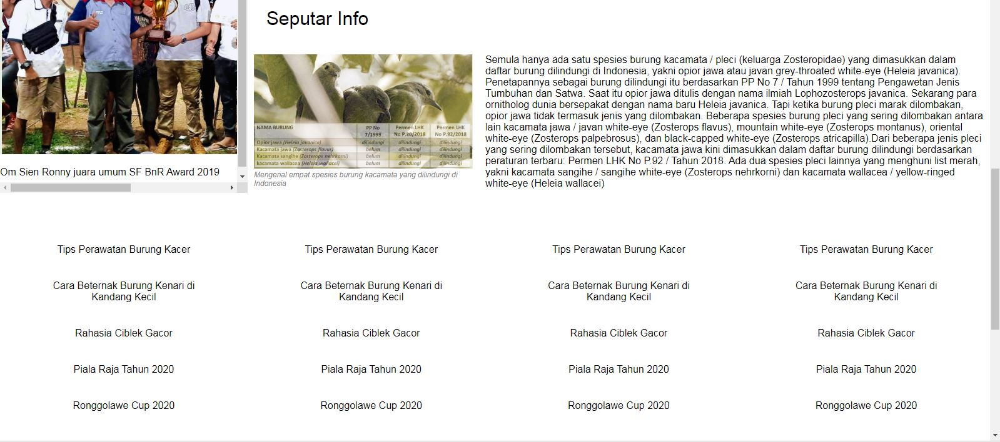 Seputar Info
NAMA BURUNG PP No 7/1999 Permen LHK No P.20/2018 Permen LHK No P.92/2018
Opior jawa (Heleia javanica) dilindungi dilindungi dilindungi
Kacamata jawa (Zosterops flavus) belum dilindungi dilindungi
Kacamata sangihe (Zosterops nehrkorni) belum dilindungi dilindungi
kacamata wallacea (Heleia wallacei) belum dilindungi dilindungi
Mengenal empat spesies burung kacamata yang dilindungi di
Indonesia
Semula hanya ada satu spesies burung kacamata / pleci (keluarga Zosteropidae) yang dimasukkan dalam
daftar burung dilindungi di Indonesia, yakni opior jawa atau javan grey-throated white-eye (Heleia javanica).
Penetapannya sebagai burung dilindungi itu berdasarkan PP No 7 / Tahun 1999 tentang Pengawetan Jenis
Tumbuhan dan Satwa. Saat itu opior jawa ditulis dengan nama ilmiah Lophozosterops javanica. Sekarang para
ornitholog dunia bersepakat dengan nama baru Heleia javanica. Tapi ketika burung pleci marak dilombakan,
opior jawa tidak termasuk jenis yang dilombakan. Beberapa spesies burung pleci yang sering dilombakan antara
lain kacamata jawa / javan white-eye (Zosterops flavus), mountain white-eye (Zosterops montanus), oriental
white-eye (Zosterops palpebrosus), dan black-capped white-eye (Zosterops atricapilla).Dari beberapa jenis pleci
yang sering dilombakan tersebut, kacamata jawa kini dimasukkan dalam daftar burung dilindungi berdasarkan
peraturan terbaru: Permen LHK No P.92 / Tahun 2018. Ada dua spesies pleci lainnya yang menghuni list merah,
yakni kacamata sangihe / sangihe white-eye (Zosterops nehrkorni) dan kacamata wallacea / yellow-ringed
white-eye (Heleia wallacei)
Om Sien Ronny juara umum SF BnR Award 2019
Tips Perawatan Burung Kacer Tips Perawatan Burung Kacer Tips Perawatan Burung Kacer Tips Perawatan Burung Kacer
Cara Beternak Burung Kenari di Cara Beternak Burung Kenari di Cara Beternak Burung Kenari di Cara Beternak Burung Kenari di
Kandang Kecil Kandang Kecil Kandang Kecil Kandang Kecil
Rahasia Ciblek Gacor Rahasia Ciblek Gacor Rahasia Ciblek Gacor Rahasia Ciblek Gacor
Piala Raja Tahun 2020 Piala Raja Tahun 2020 Piala Raja Tahun 2020 Piala Raja Tahun 2020
Ronggolawe Cup 2020 Ronggolawe Cup 2020 Ronggolawe Cup 2020 Ronggolawe Cup 2020